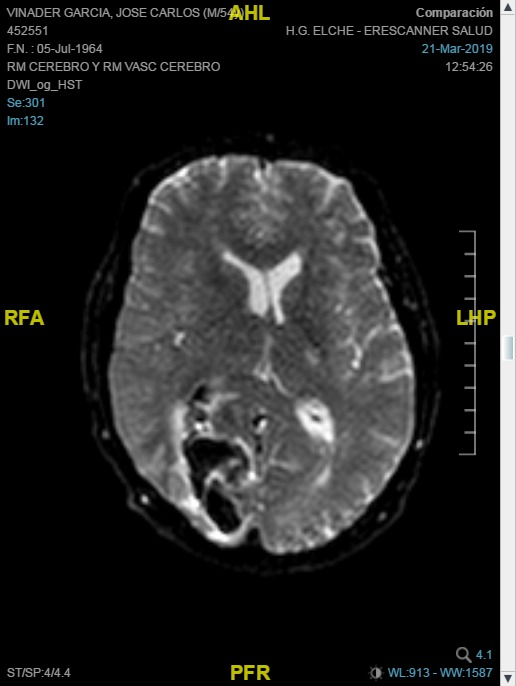 VINADER GARCIA, JOSE CARLOS (M/54
AHL
Comparación
452551
H.G. ELCHE - ERESCANNER SALUD
F.N. : 05-Jul-1964
21-Mar-2019
RM CEREBRO Y RM VASC CEREBRO
12:54:26
DWI_og_HST
Se:301
Im:132
RFA
LHP
4.1
ST/SP:4/4.4
PFR
WL:913 - WW:1587